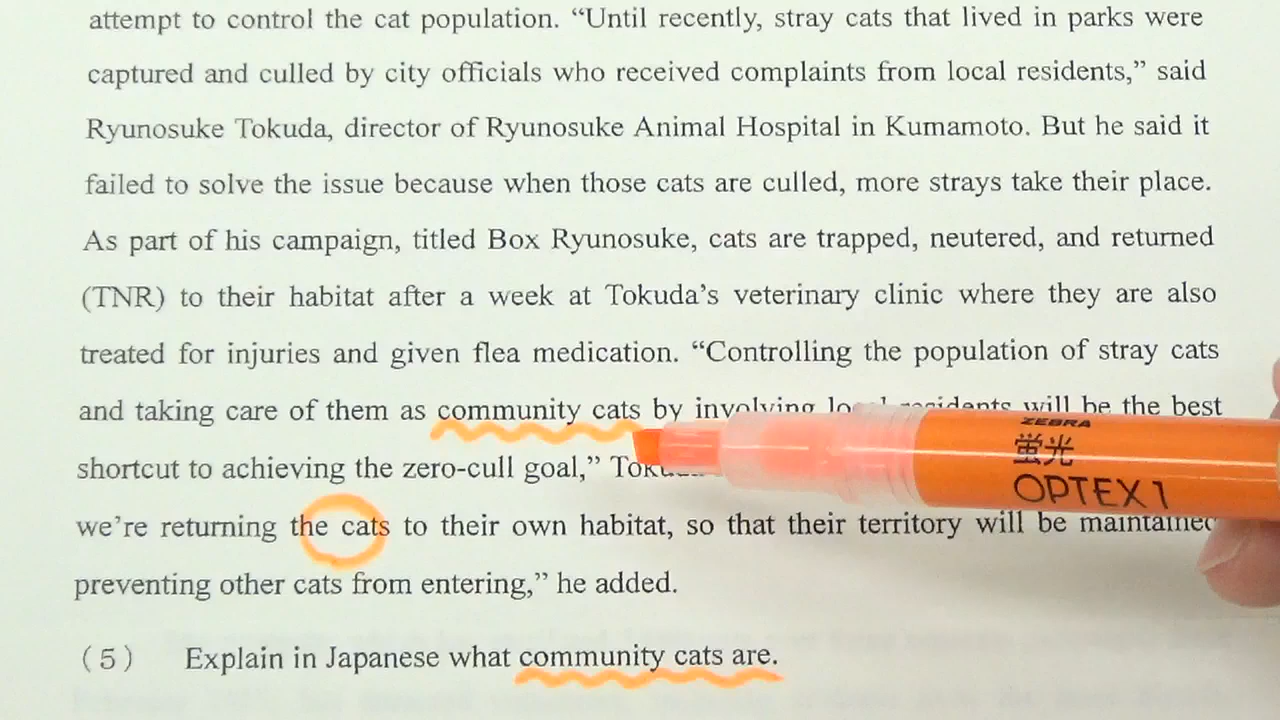 attempt to control the cat population. “Until recently, stray cats that lived in parks were
captured and culled by city officials who received complaints from local residents,” said
Ryunosuke Tokuda, director of Ryunosuke Animal Hospital in Kumamoto. But he said it
failed to solve the issue because when those cats are culled, more strays take their place.
As part of his campaign, titled Box Ryunosuke, cats are trapped, neutered, and returned
(TNR) to their habitat after a week at Tokuda’s veterinary clinic where they are also
treated for injuries and given flea medication. “Controlling the population of stray cats
and taking care of them as community cats by involving local residents will be the best
shortcut to achieving the zero-cull goal,”
we’re returning the cats to their own habitat, so that their territory will be maintained
preventing other cats from entering,” he added.
(5) Explain in Japanese what community cats are.
ZEBRA
蛍光
OPTEX 1